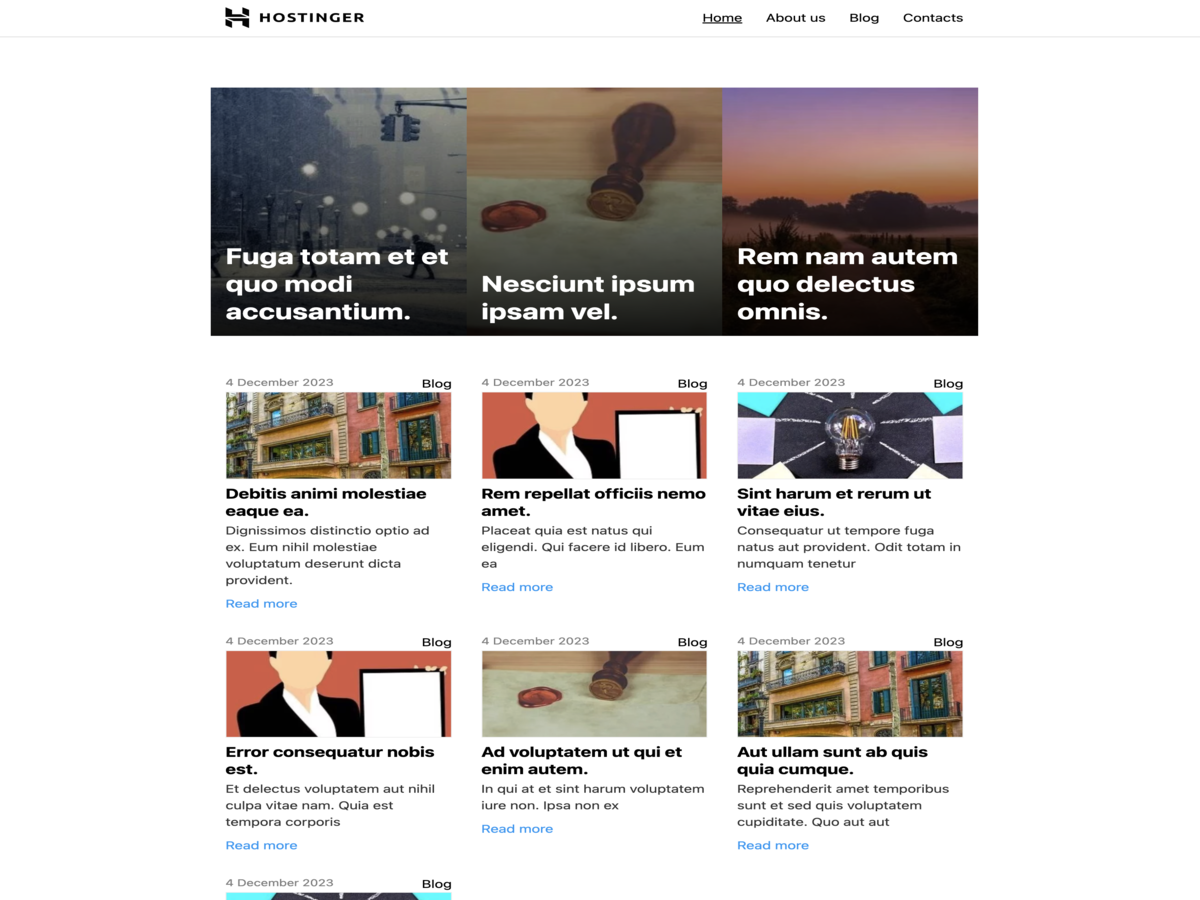 HOSTINGER
Home
About us
Blog
Contacts
Fuga totam et et
quo modi
accusantium.
Nesciunt ipsum
ipsam vel.
Rem nam autem
quo delectus
omnis.
4 December 2023
Blog
Debitis animi molestiae
eaque ea.
Dignissimos distinctio optio ad
ex. Eum nihil molestiae
voluptatum deserunt dicta
provident.
Read more
4 December 2023
Blog
Rem repellat officiis nemo
amet.
Placeat quia est natus qui
eligendi. Qui facere id libero. Eum
ea
Read more
4 December 2023
Blog
Sint harum et rerum ut
vitae eius.
Consequatur ut tempore fuga
natus aut provident. Odit totam in
numquam tenetur
Read more
4 December 2023
Blog
Error consequatur nobis
est.
Et delectus voluptatem aut nihil
culpa vitae nam. Quia est
tempora corporis
Read more
4 December 2023
Blog
Ad voluptatem ut qui et
enim autem.
In qui at et sint harum voluptatem
iure non. Ipsa non ex
Read more
4 December 2023
Blog
Aut ullam sunt ab quis
quia cumque.
Reprehenderit amet temporibus
sunt et sed quis voluptatem
cupiditate. Quo aut aut
Read more
4 December 2023
Blog